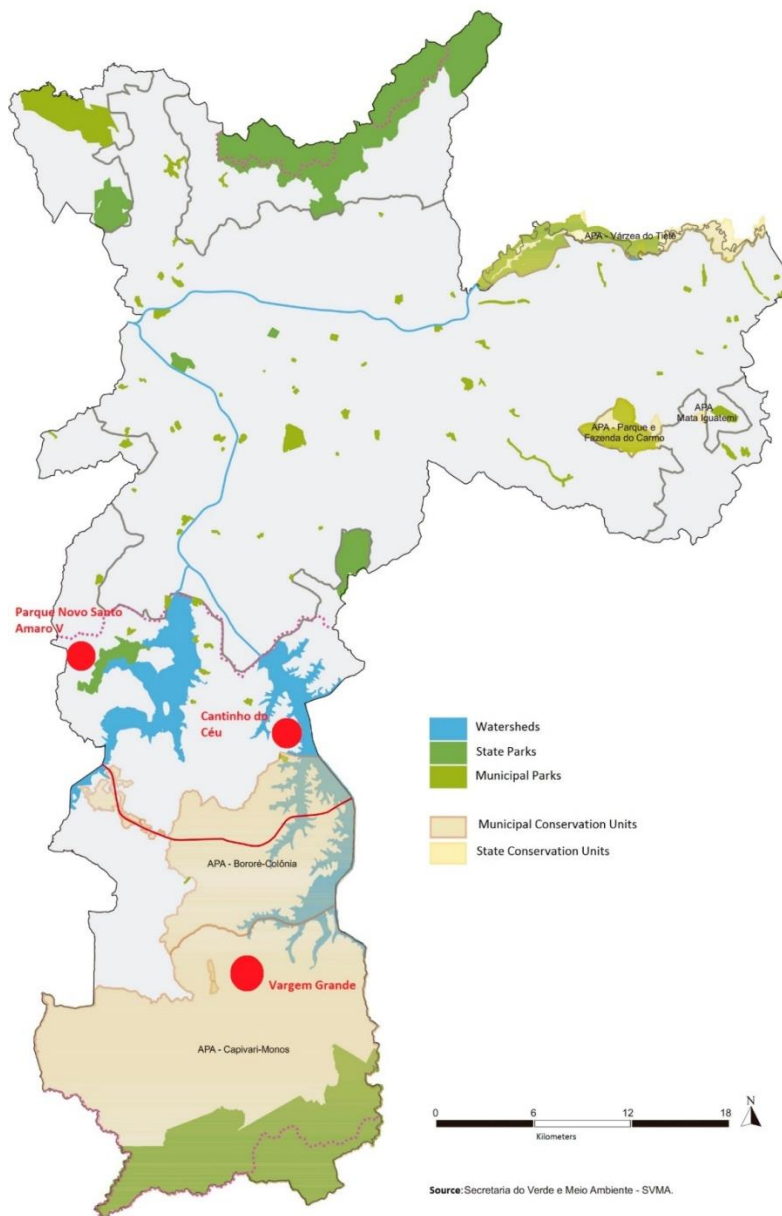 APA - Várzea do Tietê
APA
Mata Iguatemi
APA - Parque e
Fazenda do Carmo
Parque Novo Santo
Amaro V
Cantinho do
Céu
Watersheds
State Parks
Municipal Parks
Municipal Conservation Units
State Conservation Units
APA - Bororé-Colônia
Vargem Grande
APA - Capivari-Monos
0 6 12 18
Kilometers
N
Source: Secretaria do Verde e Meio Ambiente - SVMA.